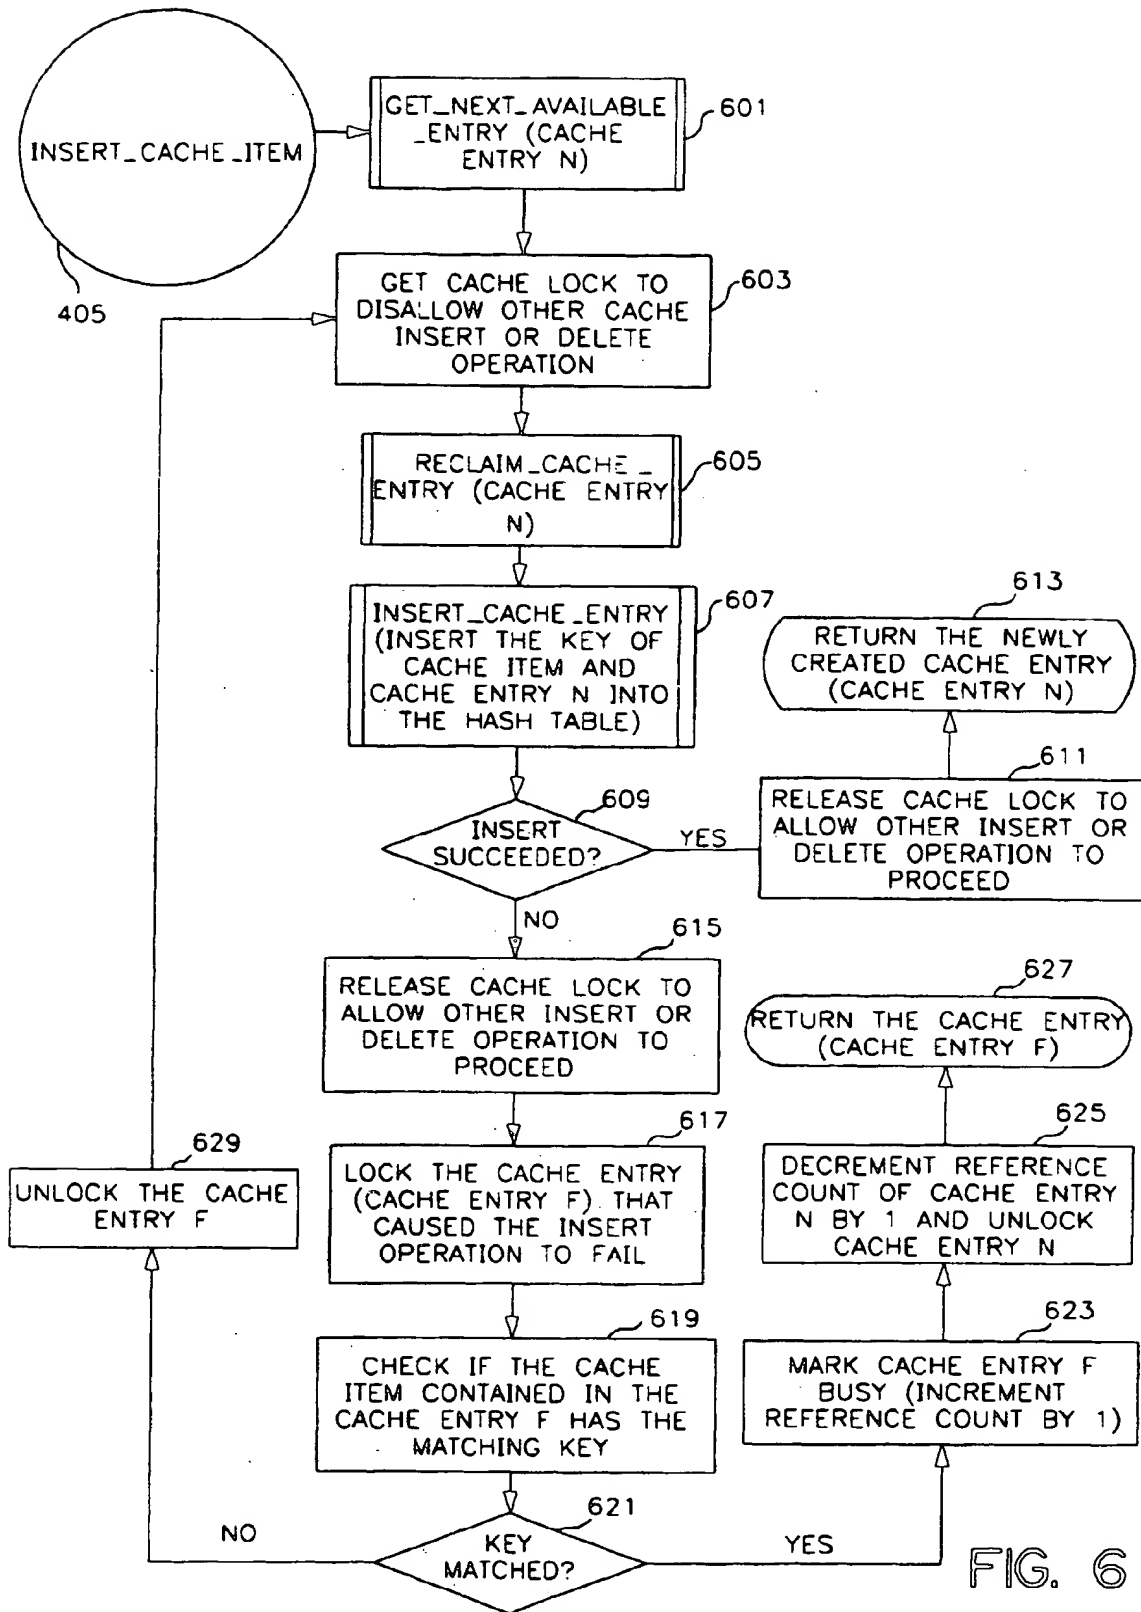 INSERT_CACHE_ITEM
405
GET_NEXT_AVAILABLE
_ENTRY (CACHE
ENTRY N)
601
GET CACHE LOCK TO
DISALLOW OTHER CACHE
INSERT OR DELETE
OPERATION
603
RECLAIM_CACHE_
ENTRY (CACHE ENTRY
N)
605
INSERT_CACHE_ENTRY
(INSERT THE KEY OF
CACHE ITEM AND
CACHE ENTRY N INTO
THE HASH TABLE)
607
INSERT
SUCCEEDED?
609
YES
RELEASE CACHE LOCK TO
ALLOW OTHER INSERT OR
DELETE OPERATION TO
PROCEED
611
RETURN THE NEWLY
CREATED CACHE ENTRY
(CACHE ENTRY N)
613
NO
RELEASE CACHE LOCK TO
ALLOW OTHER INSERT OR
DELETE OPERATION TO
PROCEED
615
LOCK THE CACHE ENTRY
(CACHE ENTRY F) THAT
CAUSED THE INSERT
OPERATION TO FAIL
617
CHECK IF THE CACHE
ITEM CONTAINED IN THE
CACHE ENTRY F HAS THE
MATCHING KEY
619
KEY
MATCHED?
621
YES
MARK CACHE ENTRY F
BUSY (INCREMENT
REFERENCE COUNT BY 1)
623
DECREMENT REFERENCE
COUNT OF CACHE ENTRY
N BY 1 AND UNLOCK
CACHE ENTRY N
625
RETURN THE CACHE ENTRY
(CACHE ENTRY F)
627
NO
UNLOCK THE CACHE
ENTRY F
629
FIG. 6